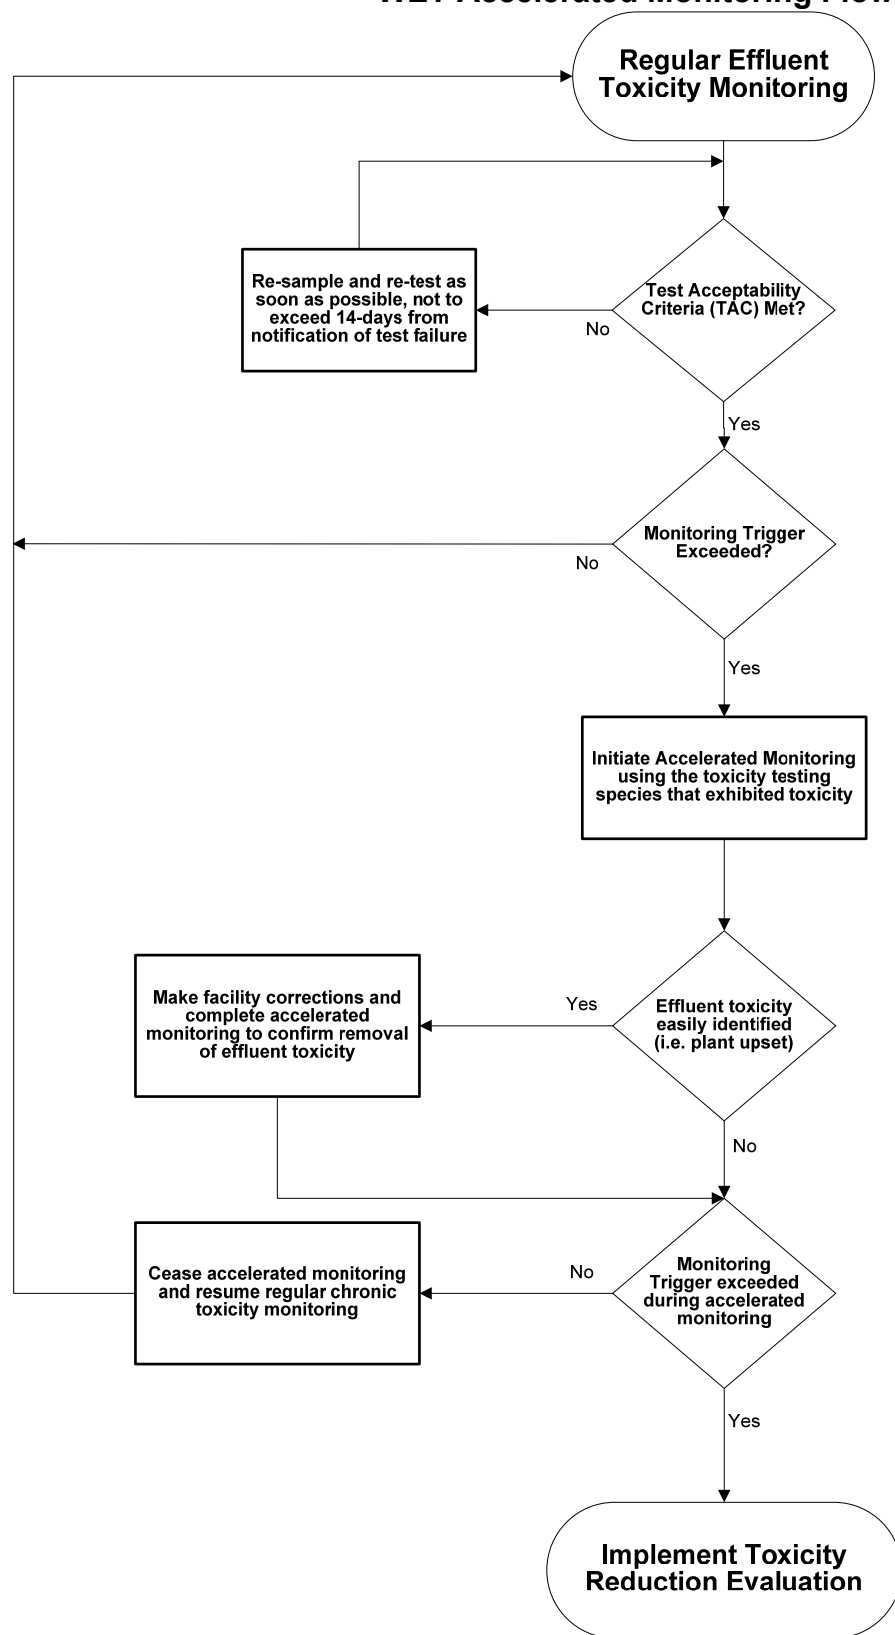 Regular Effluent
Toxicity Monitoring
Re-sample and re-test as
soon as possible, not to
exceed 14-days from
notification of test failure
Test Acceptability
Criteria (TAC) Met?
No
Yes
Monitoring Trigger
Exceeded?
No
Yes
Initiate Accelerated Monitoring
using the toxicity testing
species that exhibited toxicity
Make facility corrections and
complete accelerated
monitoring to confirm removal
of effluent toxicity
Yes
Effluent toxicity
easily identified
(i.e. plant upset)
No
Cease accelerated monitoring
and resume regular chronic
toxicity monitoring
No
Monitoring
Trigger exceeded
during accelerated
monitoring
Yes
Implement Toxicity
Reduction Evaluation